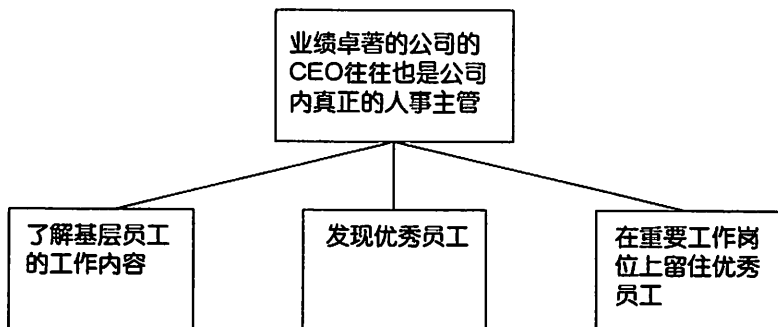 业绩卓著的公司的
CEO往往也是公司
内真正的人事主管
了解基层员工
的工作内容
发现优秀员工
在重要工作岗
位上留住优秀
员工